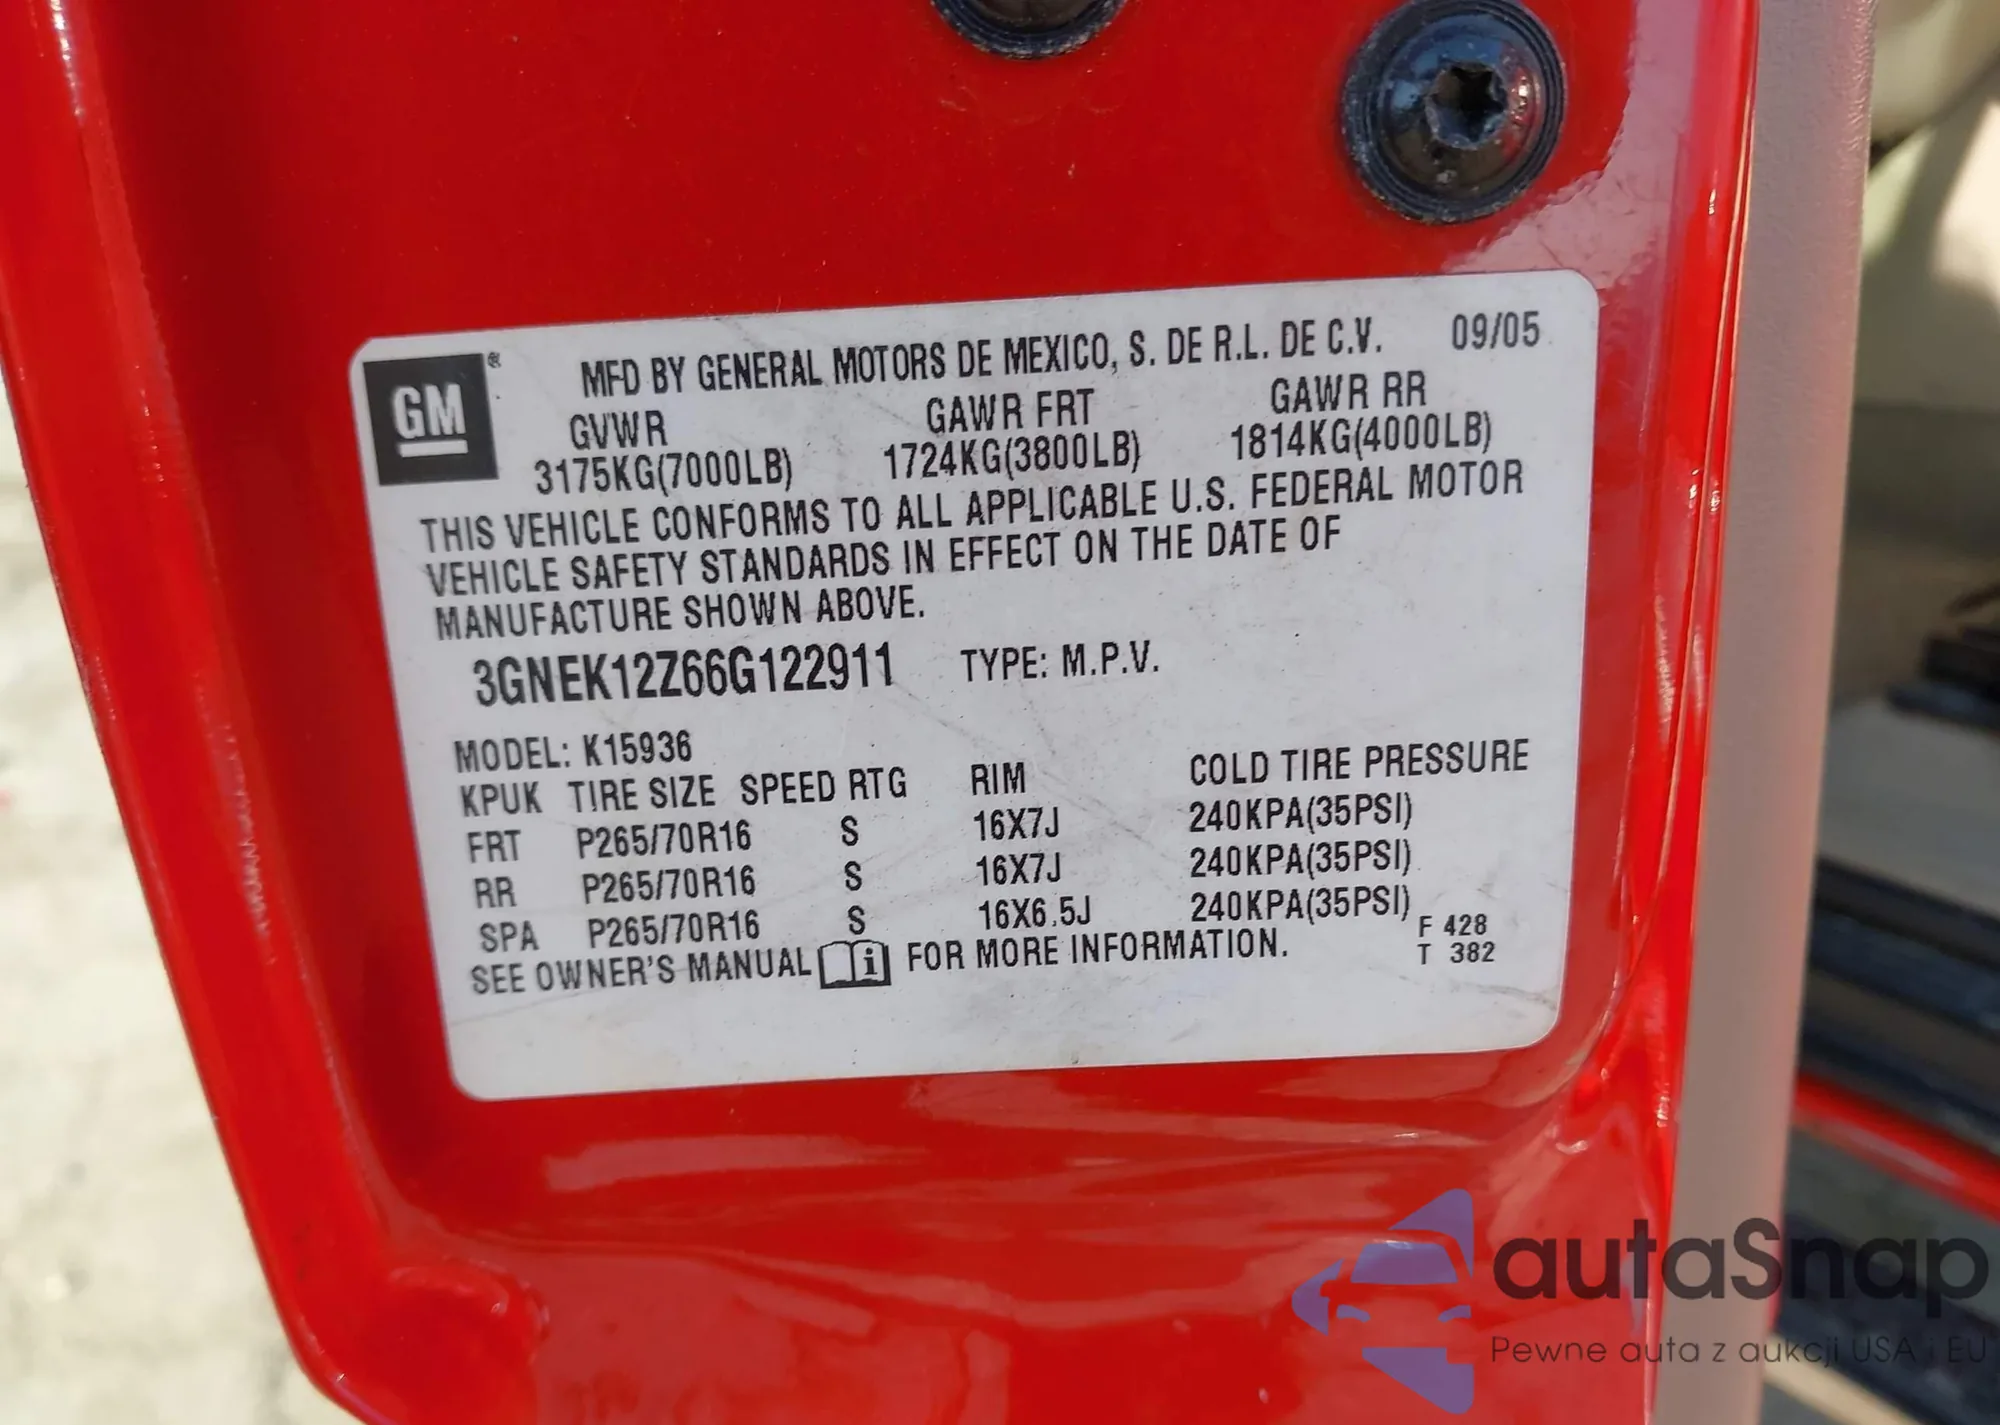 GM ®
MFD BY GENERAL MOTORS DE MEXICO, S. DE R.L. DE C.V. 09/05
GVWR GAWR FRT GAWR RR
3175KG(7000LB) 1724KG(3800LB) 1814KG(4000LB)
THIS VEHICLE CONFORMS TO ALL APPLICABLE U.S. FEDERAL MOTOR
VEHICLE SAFETY STANDARDS IN EFFECT ON THE DATE OF
MANUFACTURE SHOWN ABOVE.
3GNEK12Z66G122911 TYPE: M.P.V.
MODEL: K15936
KPUK TIRE SIZE SPEED RTG RIM COLD TIRE PRESSURE
FRT P265/70R16 S 16X7J 240KPA(35PSI)
RR P265/70R16 S 16X7J 240KPA(35PSI)
SPA P265/70R16 S 16X6.5J 240KPA(35PSI)
SEE OWNER'S MANUAL i FOR MORE INFORMATION.
F 428
T 382
autaSnap
Pewne auta z aukcji USA i EU